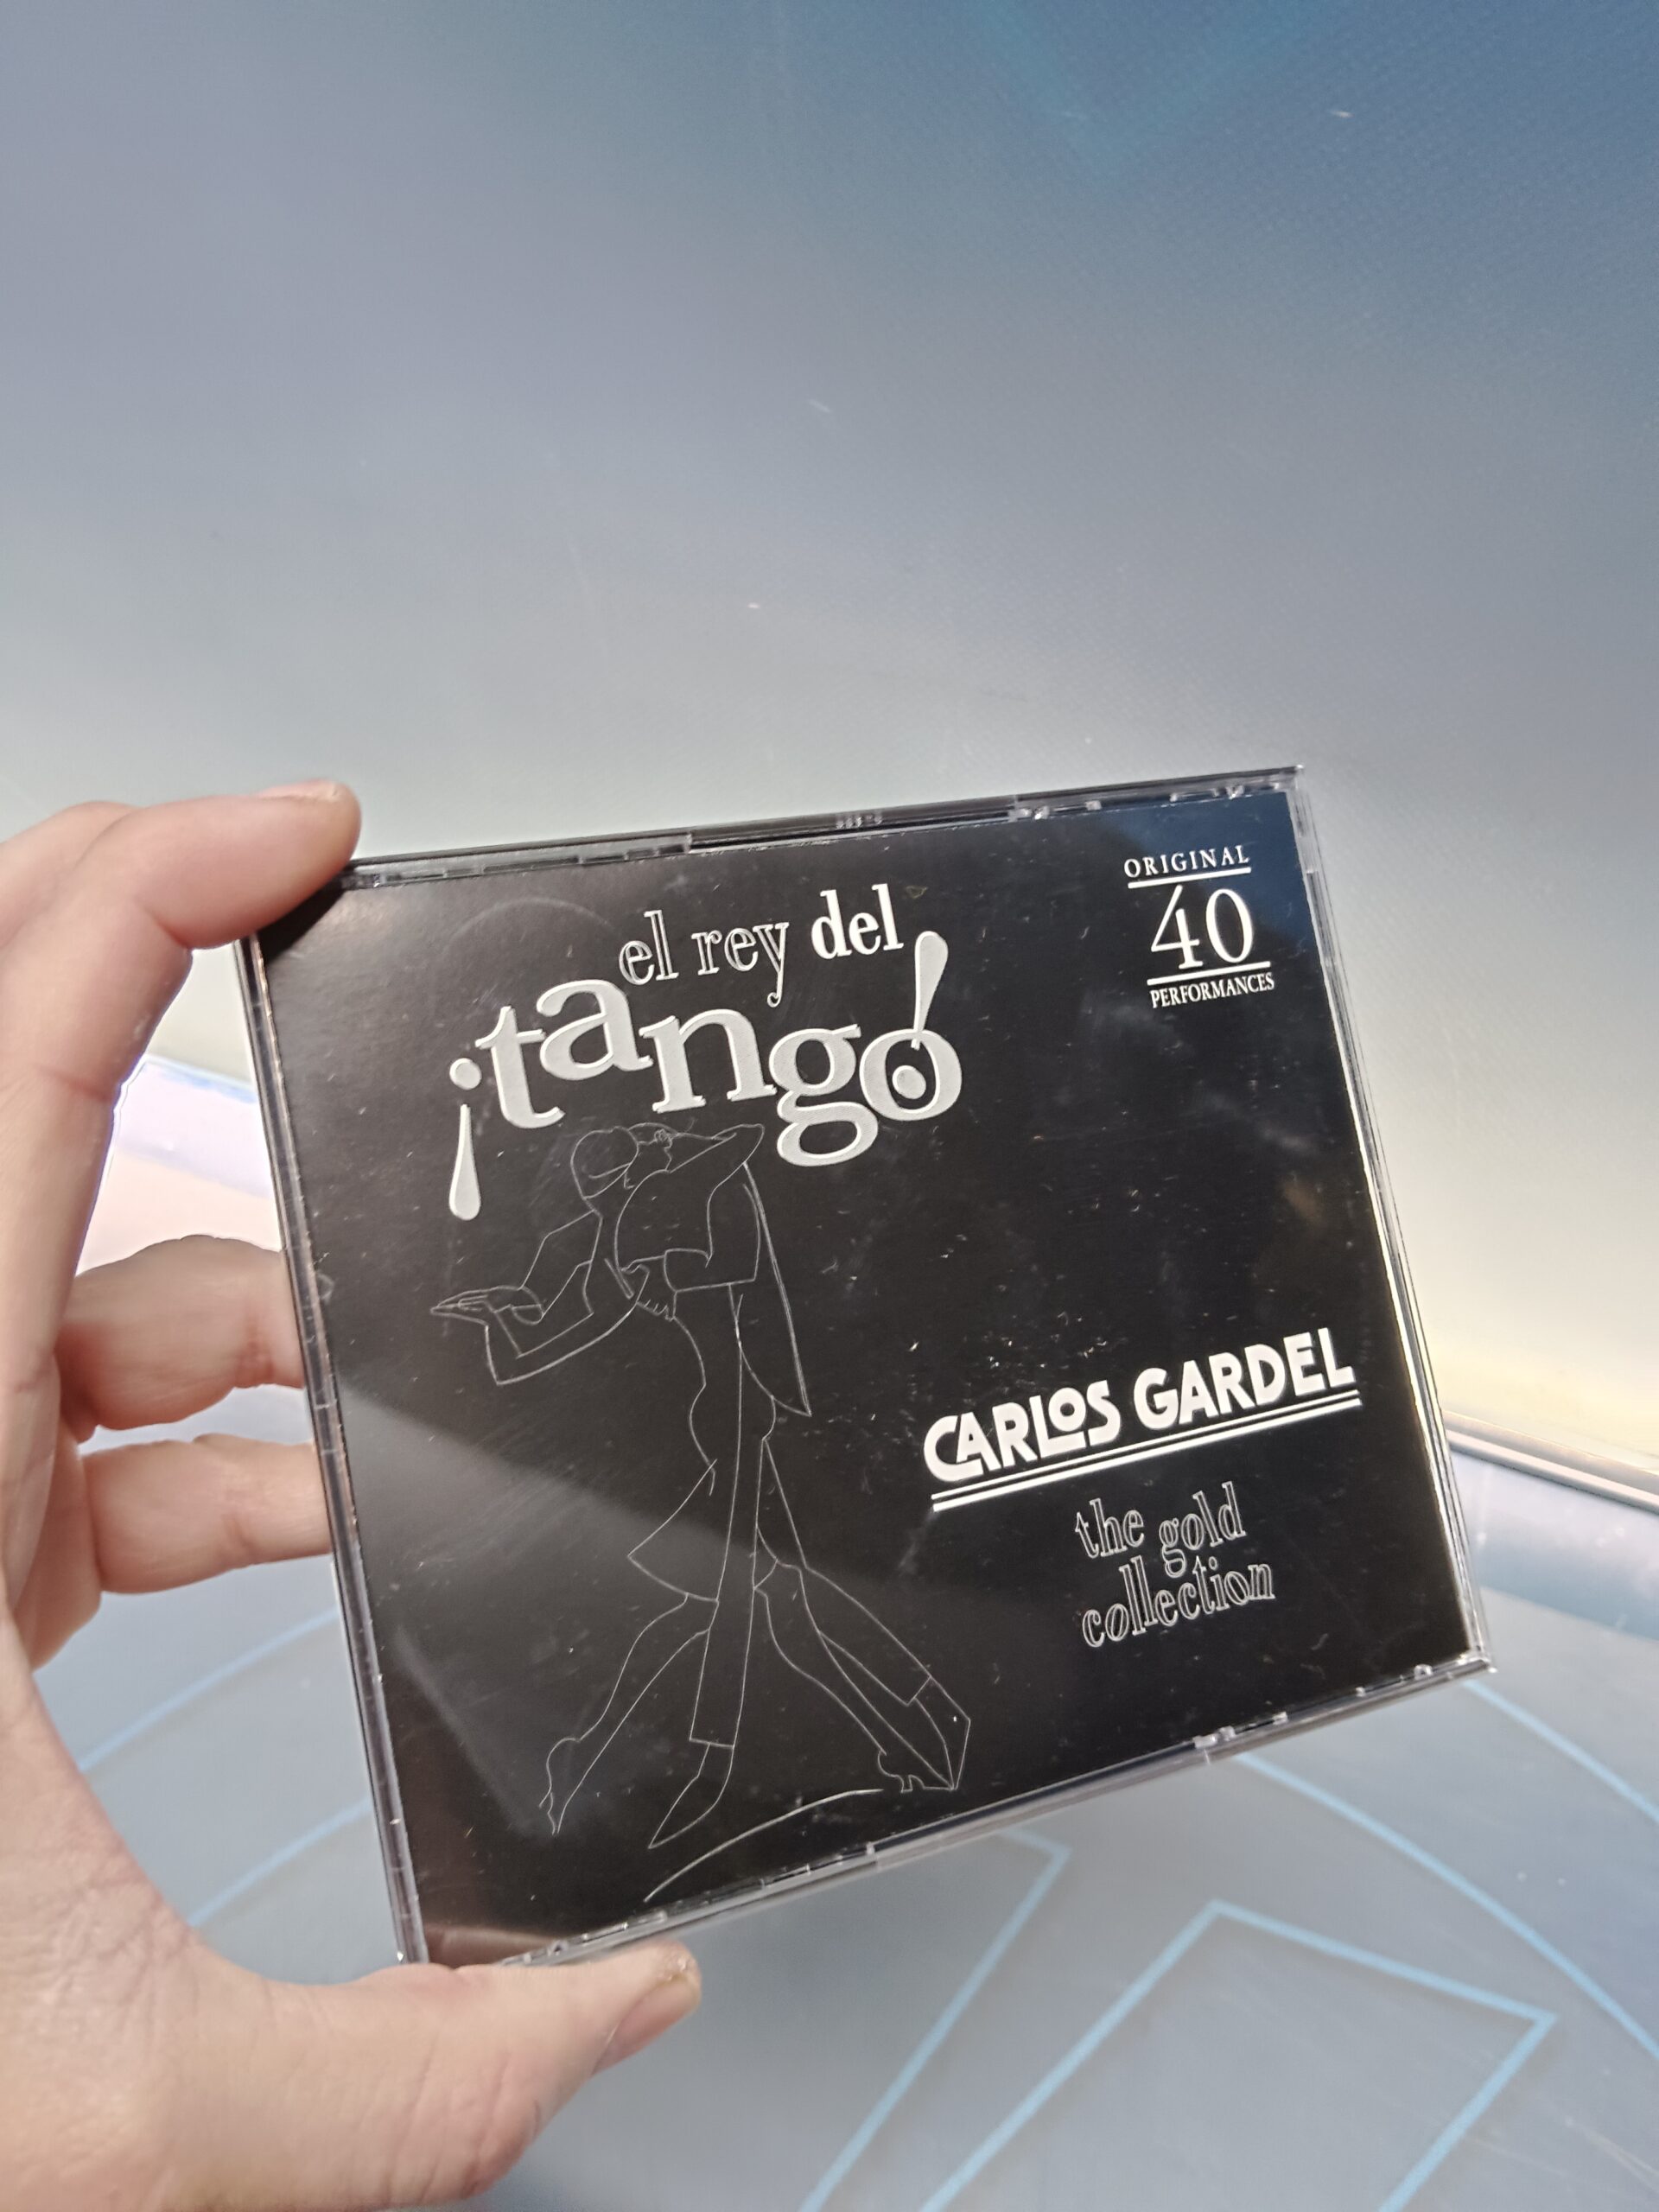 el rey del
¡tango!
ORIGINAL
40
PERFORMANCES
CARLOS GARDEL
the gold
collection